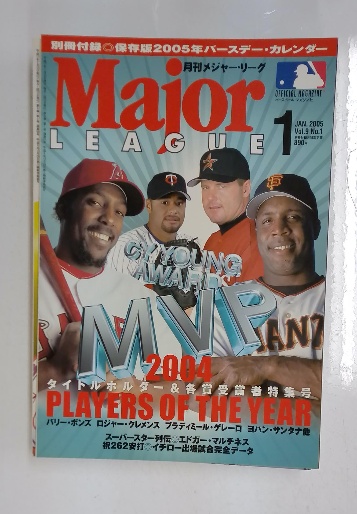 別冊付録◎保存版2005年バースデー・カレンダー
月刊メジャー・リーグ
Major
LEAGUE
OFFICIAL MAGAZINE
1
JAN. 2005
Vol.9 No.1
890
CY YOUNG
AWARD
MVP
ANT
2004
タイトルホルダー&各賞受賞者特集号
PLAYERS OF THE YEAR
バリー・ボンズ ロジャー・クレメンス ブラディミール・ゲレーロ ヨハン・サンタナ他
スーパースター列伝◎エドガー・マルチネス
祝262安打◎イチロー出場試合完全データ